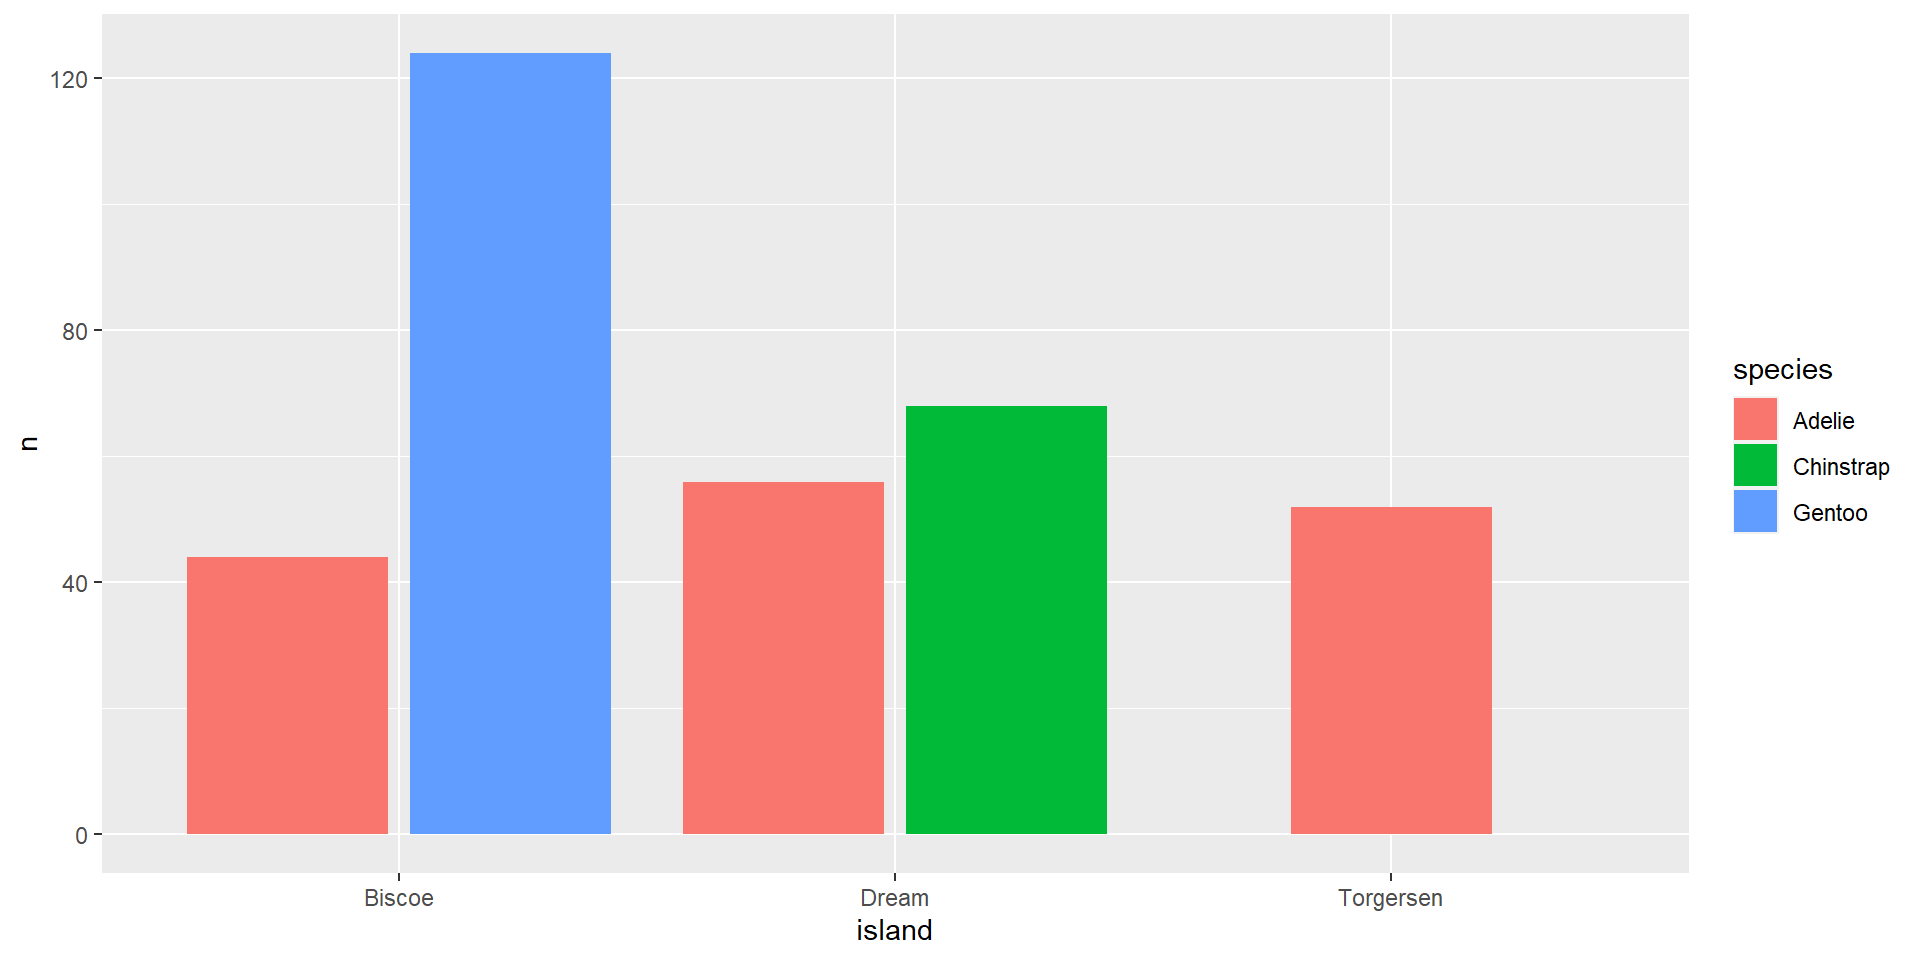 120
80
40
0
n
Biscoe
Dream
Torgersen
island
species
Adelie
Chinstrap
Gentoo